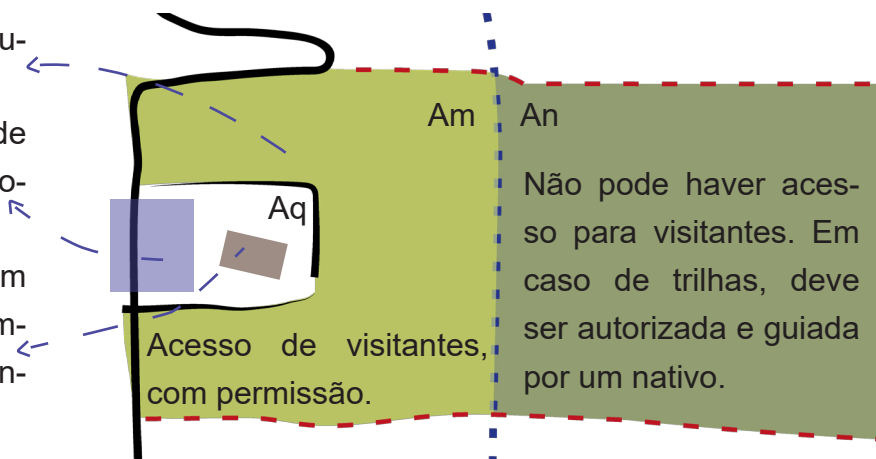 u-
de
o-
m
m-
n-
Am
An
Aq
Não pode haver aces-
so para visitantes. Em
caso de trilhas, deve
ser autorizada e guiada
por um nativo.
Acesso de visitantes,
com permissão.